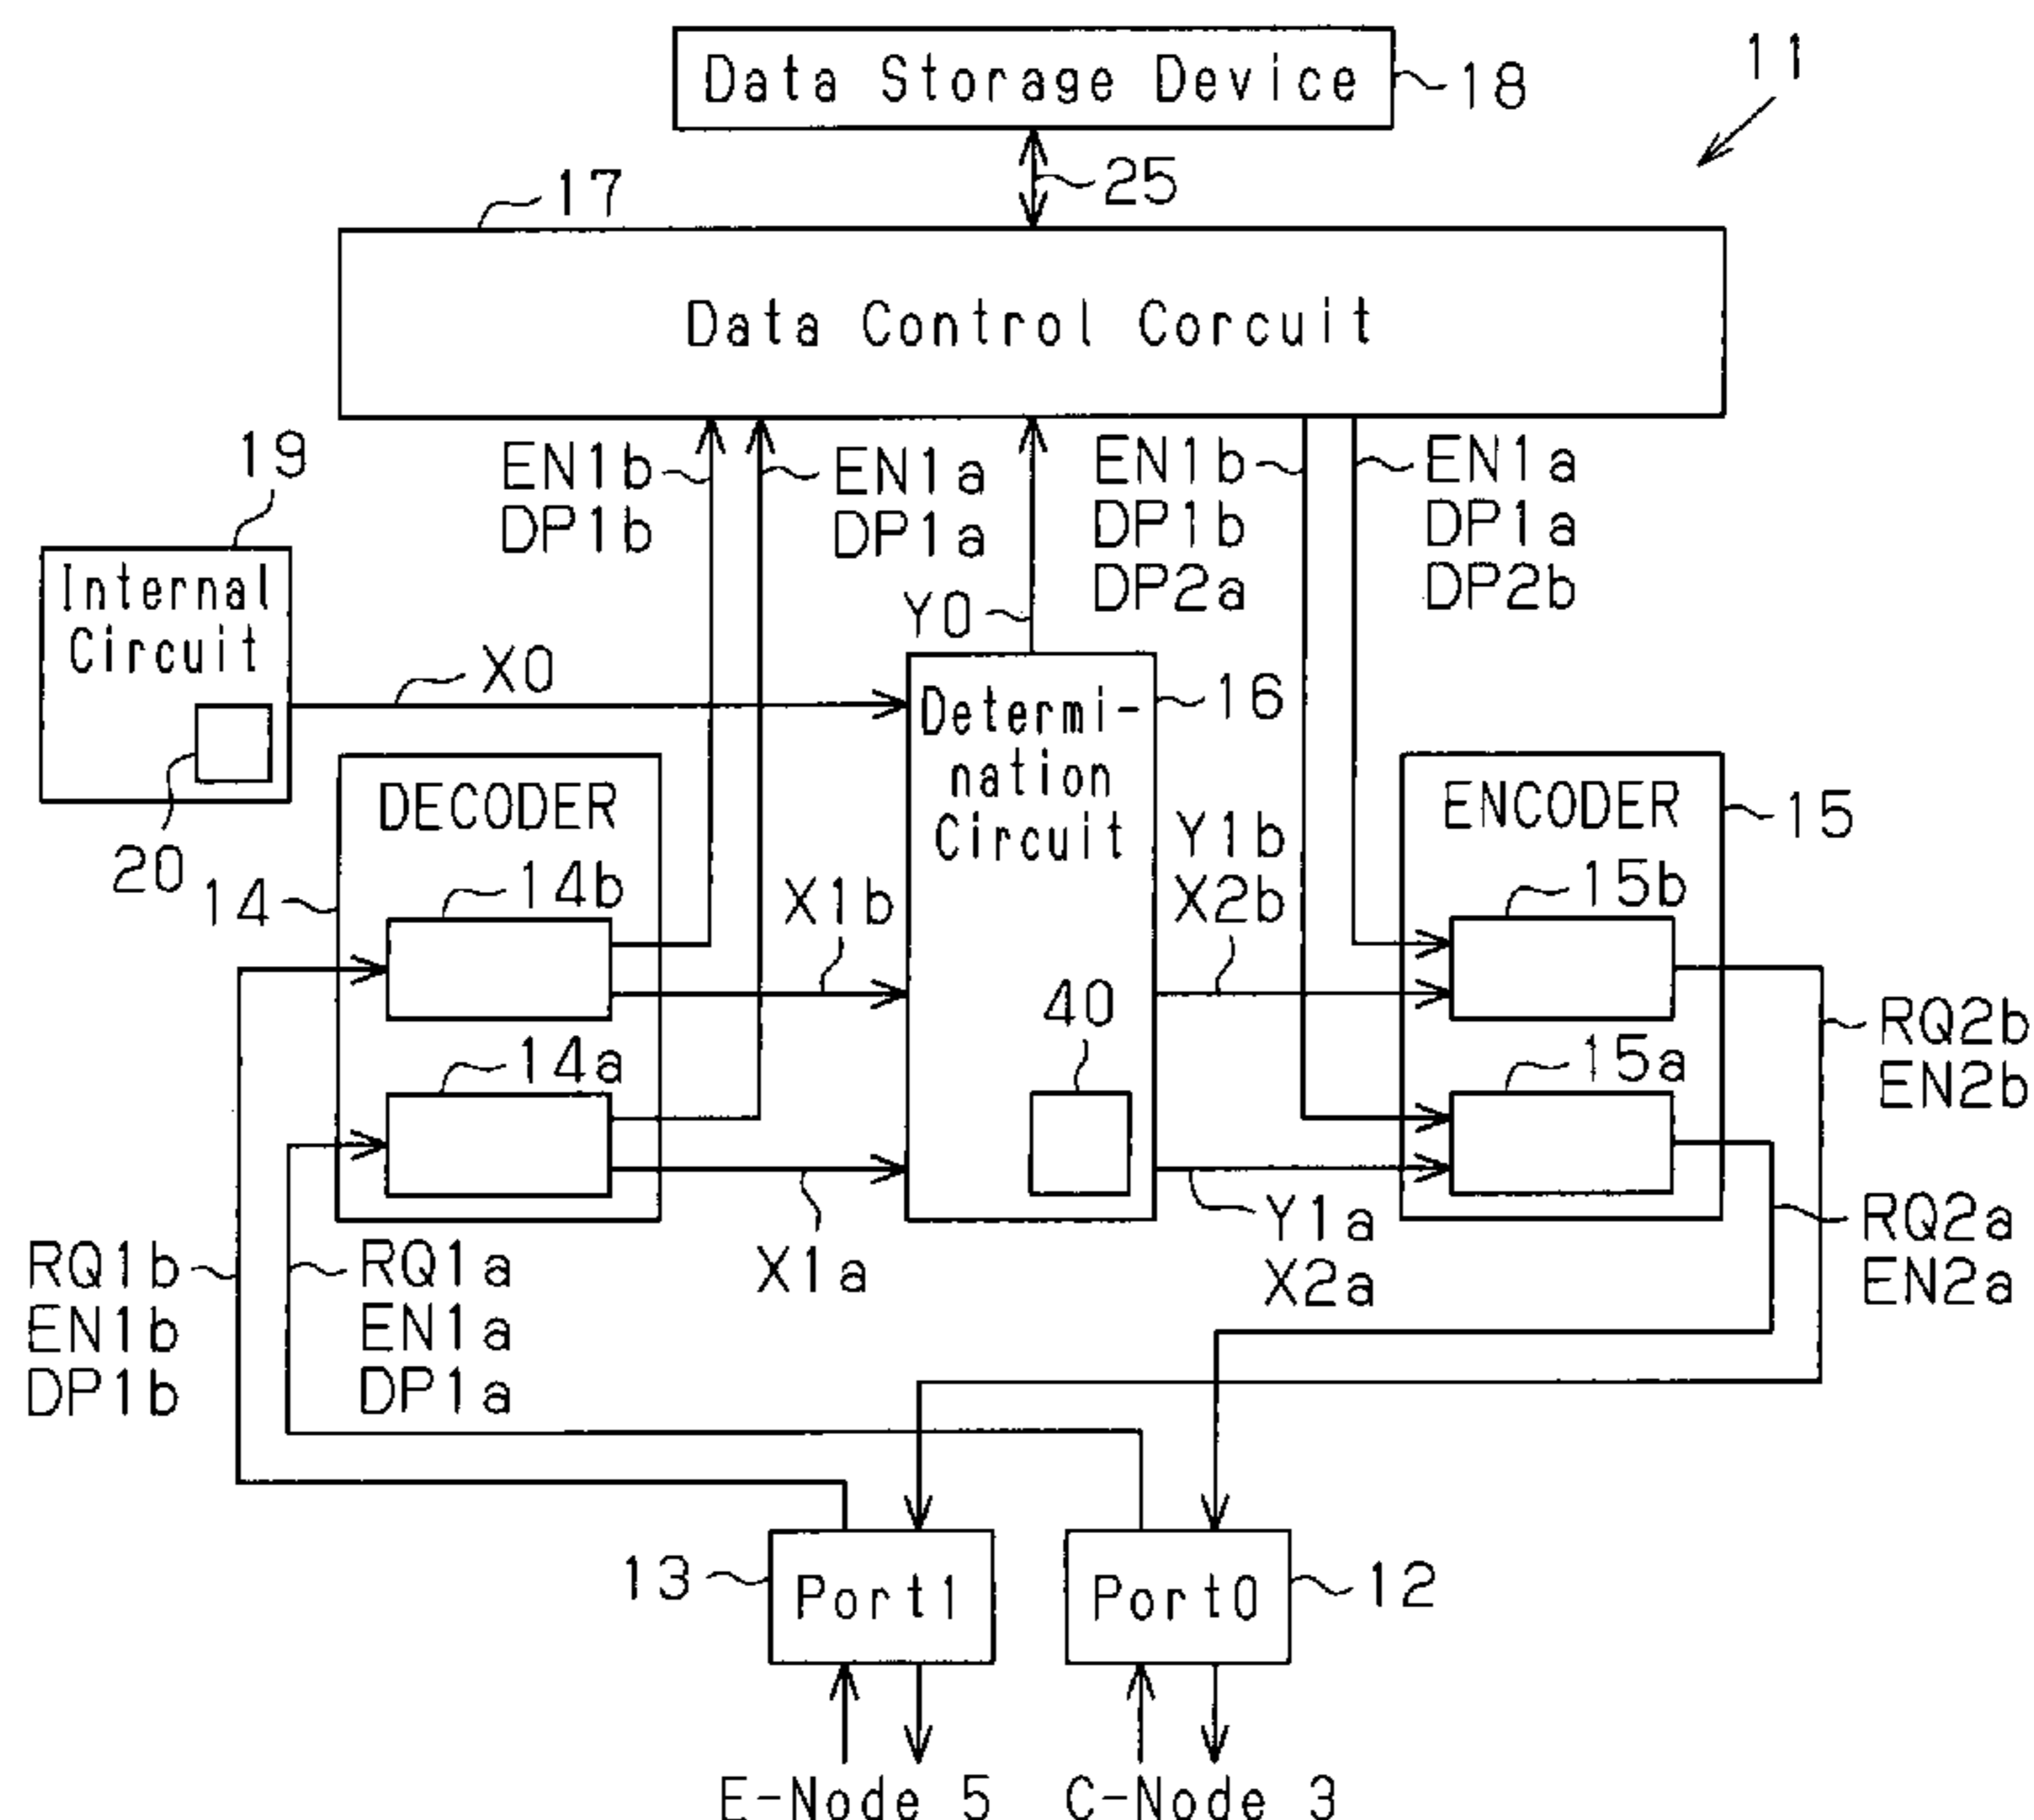 Data Storage Device
18
11
25
17
Data Control Corcuit
19
EN1b
DP1b
EN1a
DP1a
EN1b
DP1b
DP2a
EN1a
DP1a
DP2b
Internal
Circuit
20
X0
Y0
Determi-
nation
Circuit
16
40
DECODER
14
14b
14a
X1b
X1a
Y1b
X2b
Y1a
X2a
ENCODER
15
15b
15a
RQ2b
EN2b
RQ2a
EN2a
RQ1b
EN1b
DP1b
RQ1a
EN1a
DP1a
13
Port1
Port0
12
E-Node 5
C-Node 3